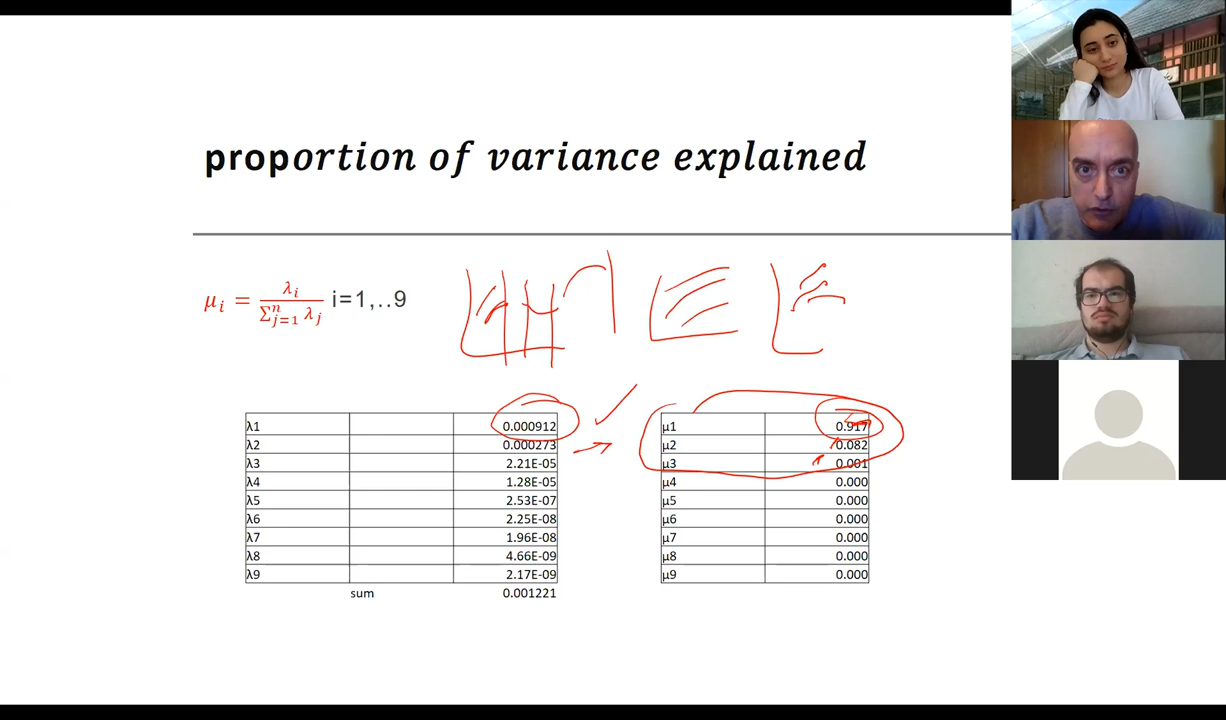 proportion of variance explained
μi = λi / Σⁿj=1 λj i=1,..9
λ1 0.000912
λ2 0.000273
λ3 2.21E-05
λ4 1.28E-05
λ5 2.53E-07
λ6 2.25E-08
λ7 1.96E-08
λ8 4.66E-09
λ9 2.17E-09
sum 0.001221
μ1 0.917
μ2 0.082
μ3 0.001
μ4 0.000
μ5 0.000
μ6 0.000
μ7 0.000
μ8 0.000
μ9 0.000